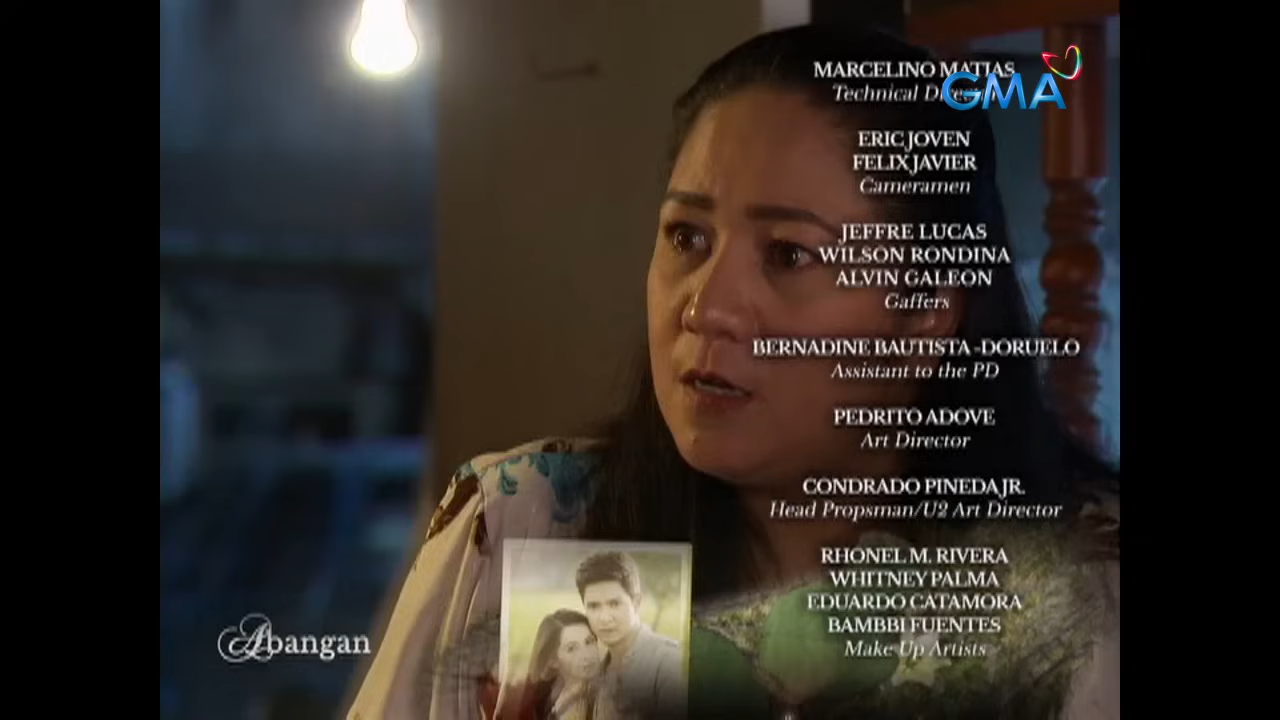 MARCELINO MATIAS
Technical Director
GMA
ERIC JOVEN
FELIX JAVIER
Cameramen
JEFFRE LUCAS
WILSON RONDINA
ALVIN GALEON
Gaffers
BERNADINE BAUTISTA -DORUELO
Assistant to the PD
PEDRITO ADOVE
Art Director
CONDRADO PINEDA JR.
Head Propsman/U2 Art Director
RHONEL M. RIVERA
WHITNEY PALMA
EDUARDO CATAMORA
BAMBBI FUENTES
Make Up Artists
Abangan